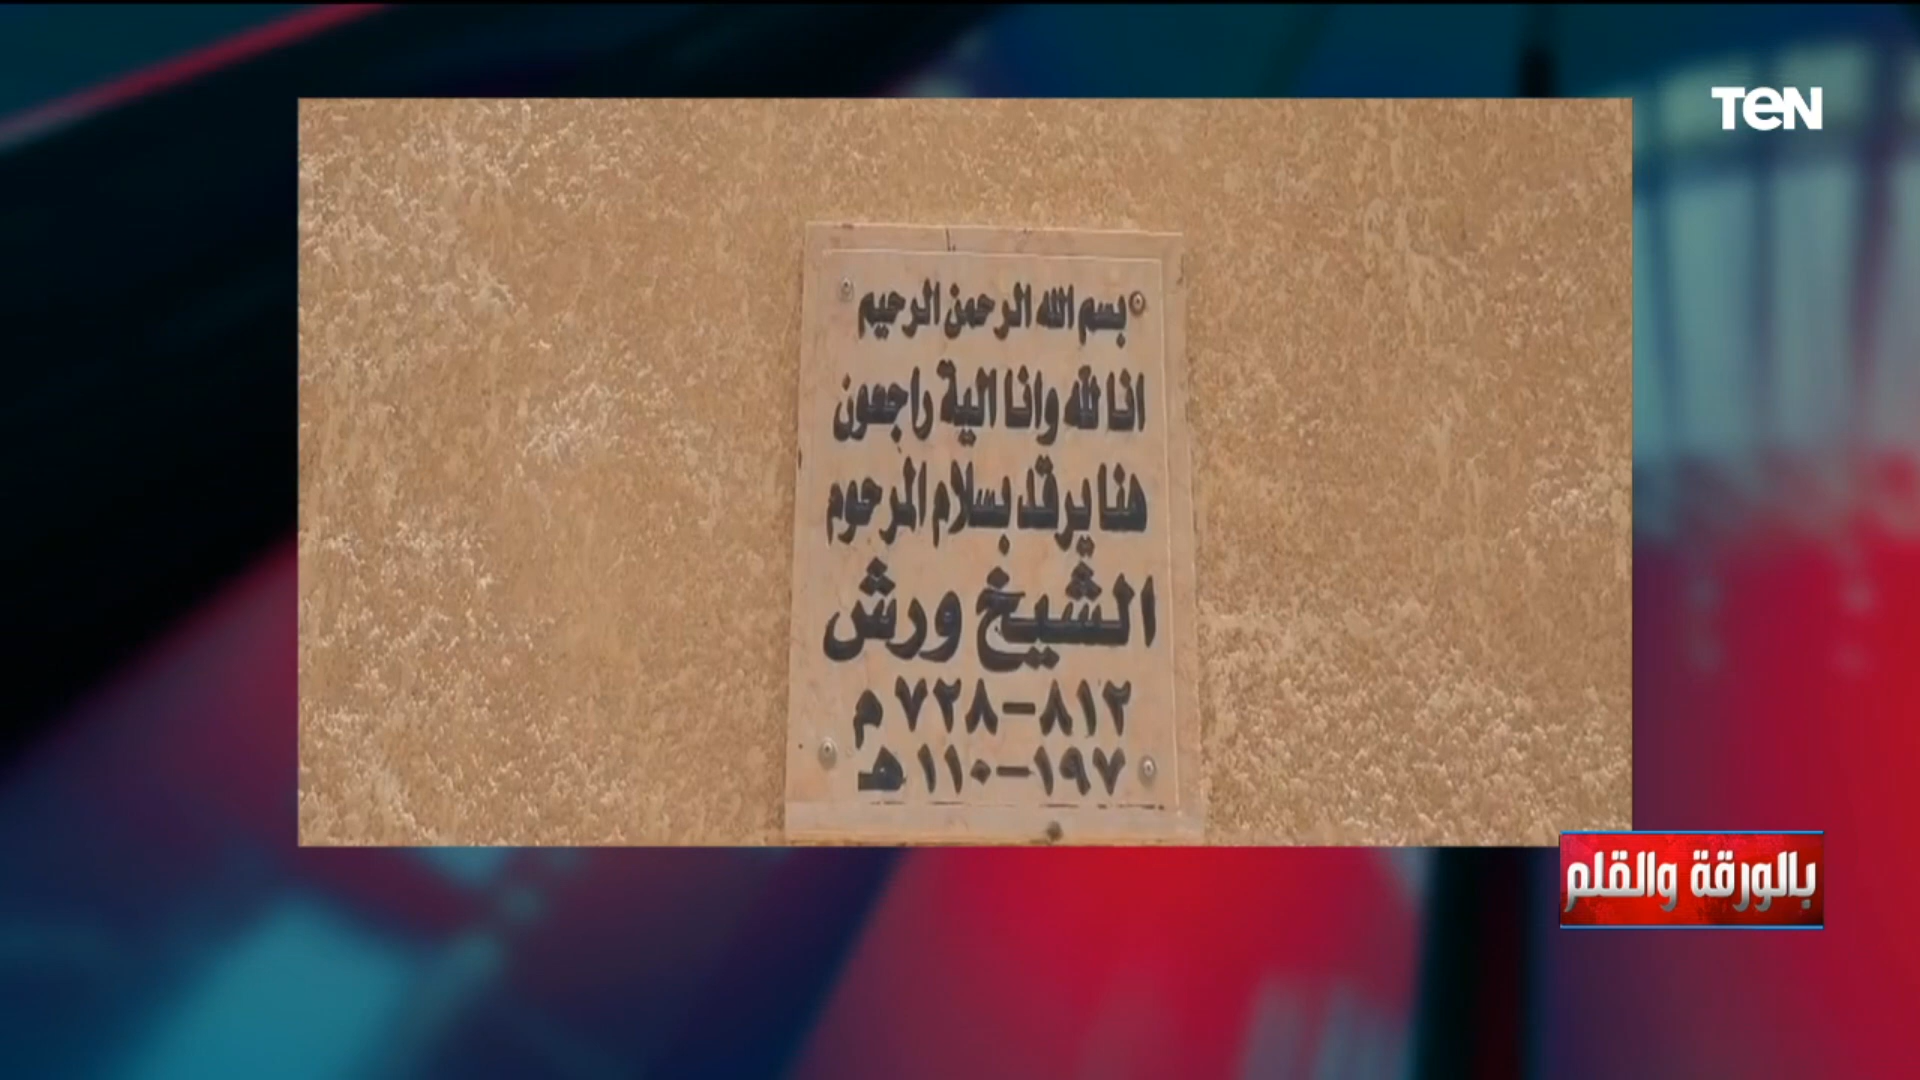 TeN
بسم الله الرحمن الرحيم
انا لله وانا الية راجعون
هنا يرقد بسلام المرحوم
الشيخ ورش
٨١٢-٧٢٨ م
١٩٧-١١٠ هـ
بالورقة والقلم